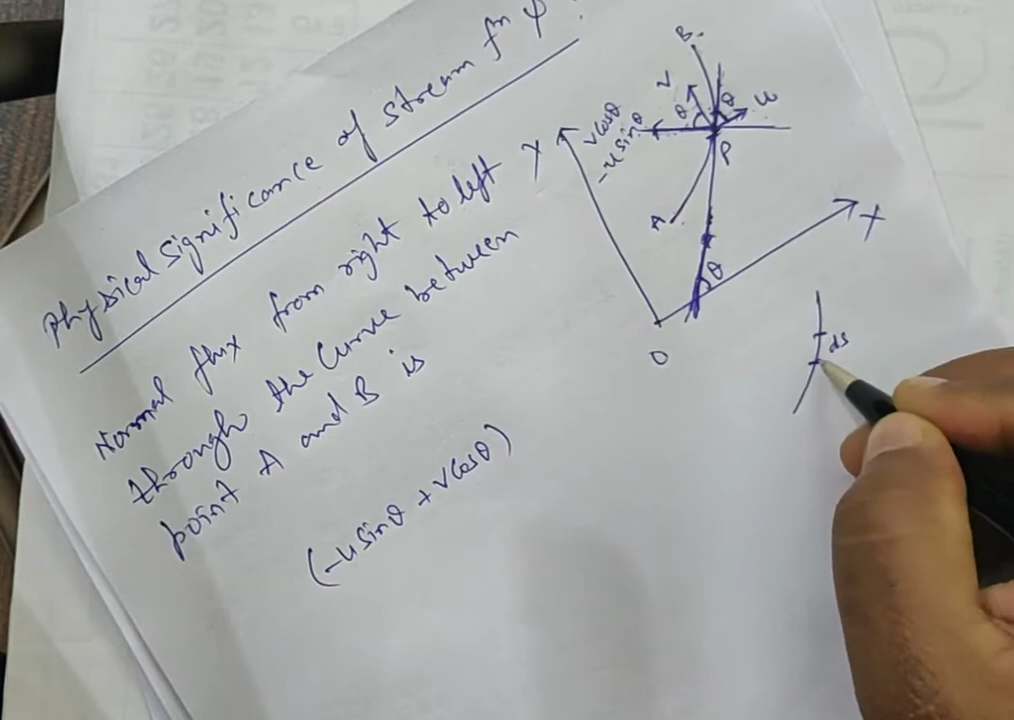 Physical Significance of stream fn ψ:
Normal flux from right to left
through the Curve between
point A and B is
(-u sinθ + v Cosθ)
B.
v
θ
θ
u
v cosθ
-u sinθ
P
A
Y
θ
X
O
ds